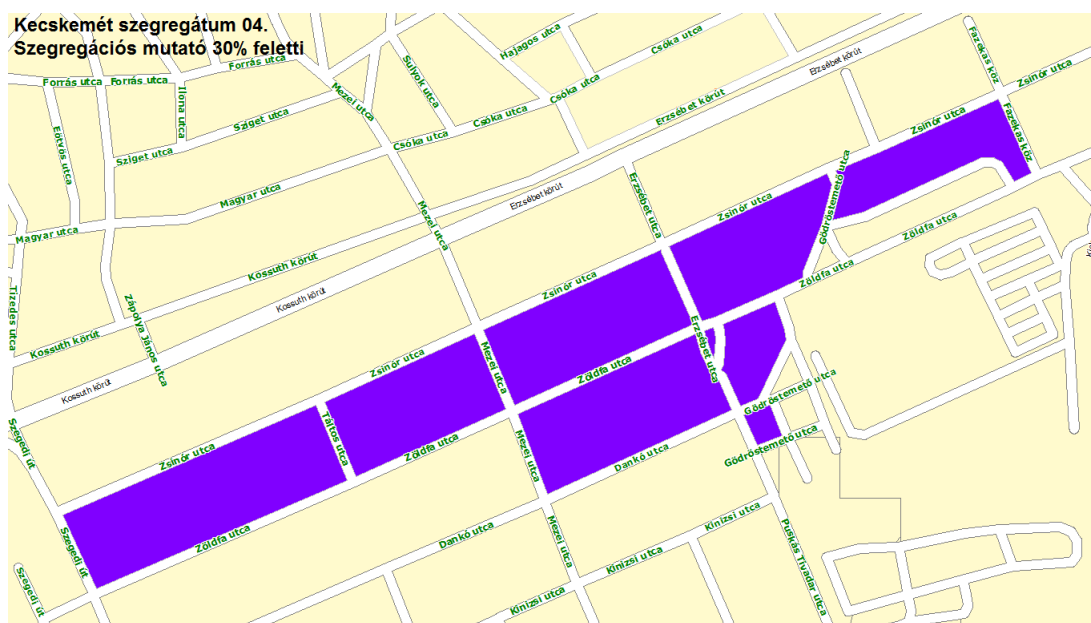 Kecskemét szegregátum 04.
Szegregációs mutató 30% feletti
Hajagos utca
Csóka utca
Fazekas köz
Forrás utca
Sulyok utca
Erzsébet körút
Zsinór utca
Forrás utca
Forrás utca
Mezei utca
Csóka utca
Ilona utca
Sziget utca
Csóka utca
Erzsébet körút
Zsinór utca
Fazekas köz
Eötvös utca
Csóka utca
Sziget utca
Magyar utca
Erzsébet körút
Erzsébet utca
Zsinór utca
Gödröstemető utca
Magyar utca
Mezei utca
Zöldfa utca
Kossuth körút
Zöldfa utca
Tizedes utca
Zápolya János utca
Kossuth körút
Zsinór utca
Kossuth körút
Erzsébet utca
Kossuth körút
Zsinór utca
Mezei utca
Zöldfa utca
Gödröstemető utca
Szegedi út
Zsinór utca
Táltos utca
Zöldfa utca
Mezei utca
Dankó utca
Gödröstemető utca
Szegedi út
Zöldfa utca
Dankó utca
Mezei utca
Kinizsi utca
Puskás Tivadar utca
Szegedi út
Kinizsi utca
Kinizsi utca